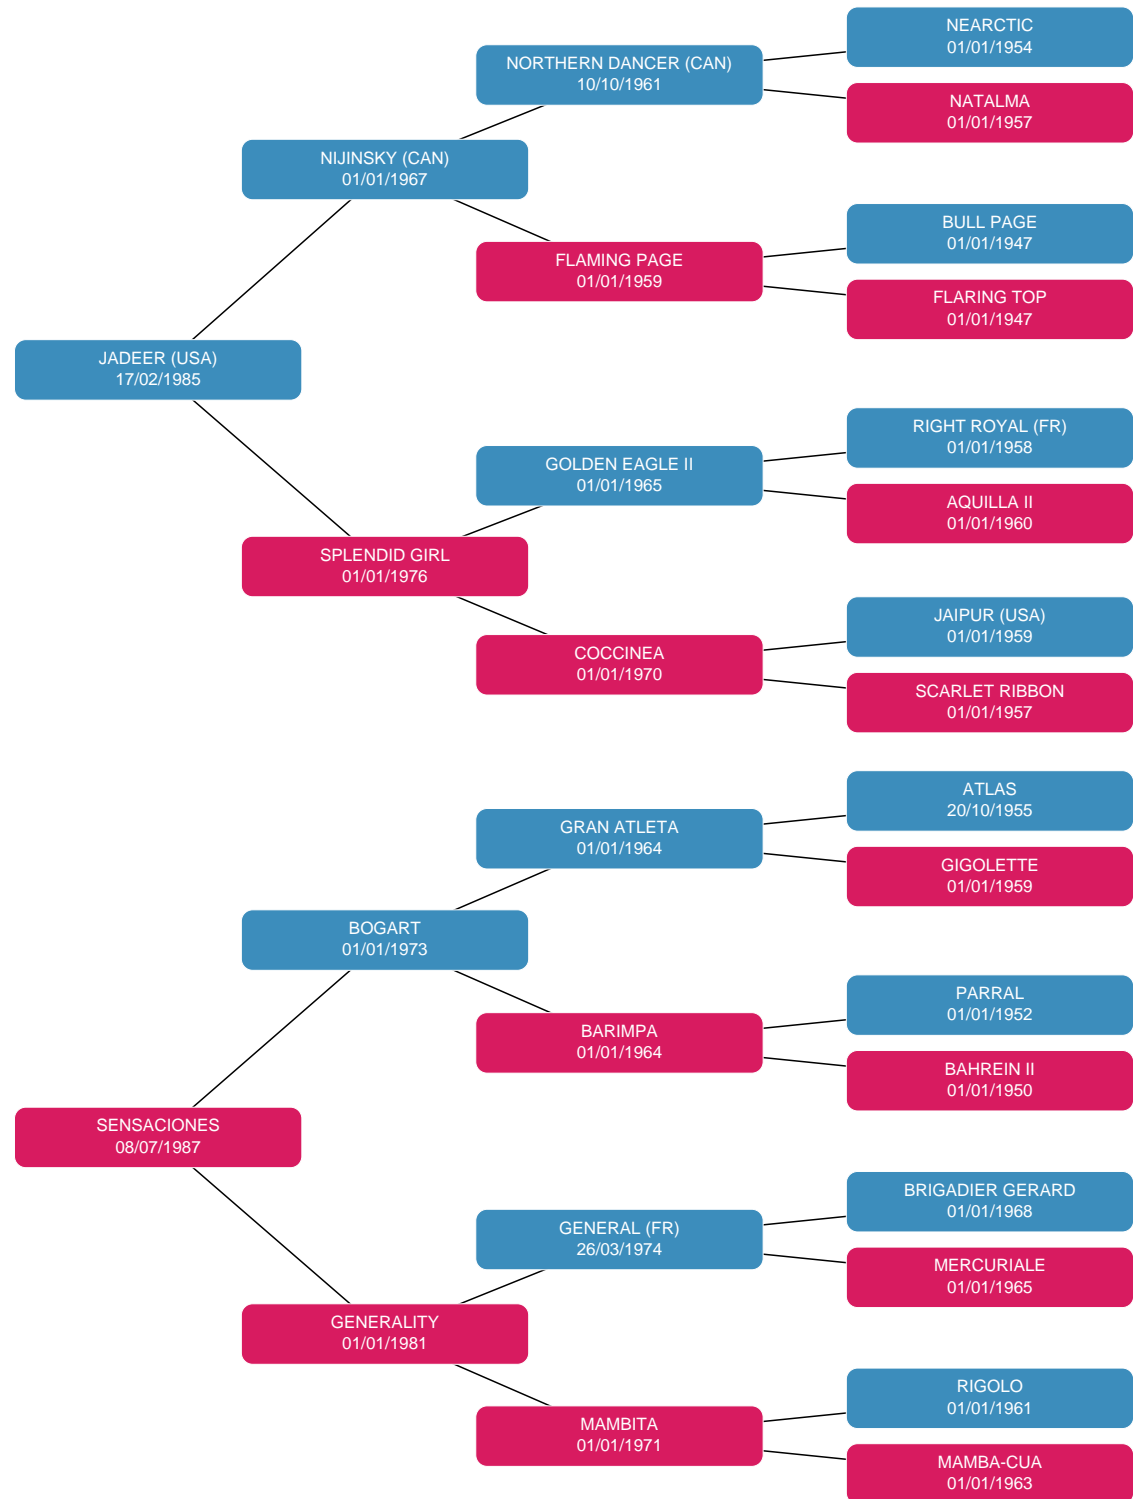 NEARCTIC
01/01/1954
NORTHERN DANCER (CAN)
10/10/1961
NATALMA
01/01/1957
NIJINSKY (CAN)
01/01/1967
BULL PAGE
01/01/1947
FLAMING PAGE
01/01/1959
FLARING TOP
01/01/1947
JADEER (USA)
17/02/1985
RIGHT ROYAL (FR)
01/01/1958
GOLDEN EAGLE II
01/01/1965
AQUILLA II
01/01/1960
SPLENDID GIRL
01/01/1976
JAIPUR (USA)
01/01/1959
COCCINEA
01/01/1970
SCARLET RIBBON
01/01/1957
ATLAS
20/10/1955
GRAN ATLETA
01/01/1964
GIGOLETTE
01/01/1959
BOGART
01/01/1973
PARRAL
01/01/1952
BARIMPA
01/01/1964
BAHREIN II
01/01/1950
SENSACIONES
08/07/1987
BRIGADIER GERARD
01/01/1968
GENERAL (FR)
26/03/1974
MERCURIALE
01/01/1965
GENERALITY
01/01/1981
RIGOLO
01/01/1961
MAMBITA
01/01/1971
MAMBA-CUA
01/01/1963